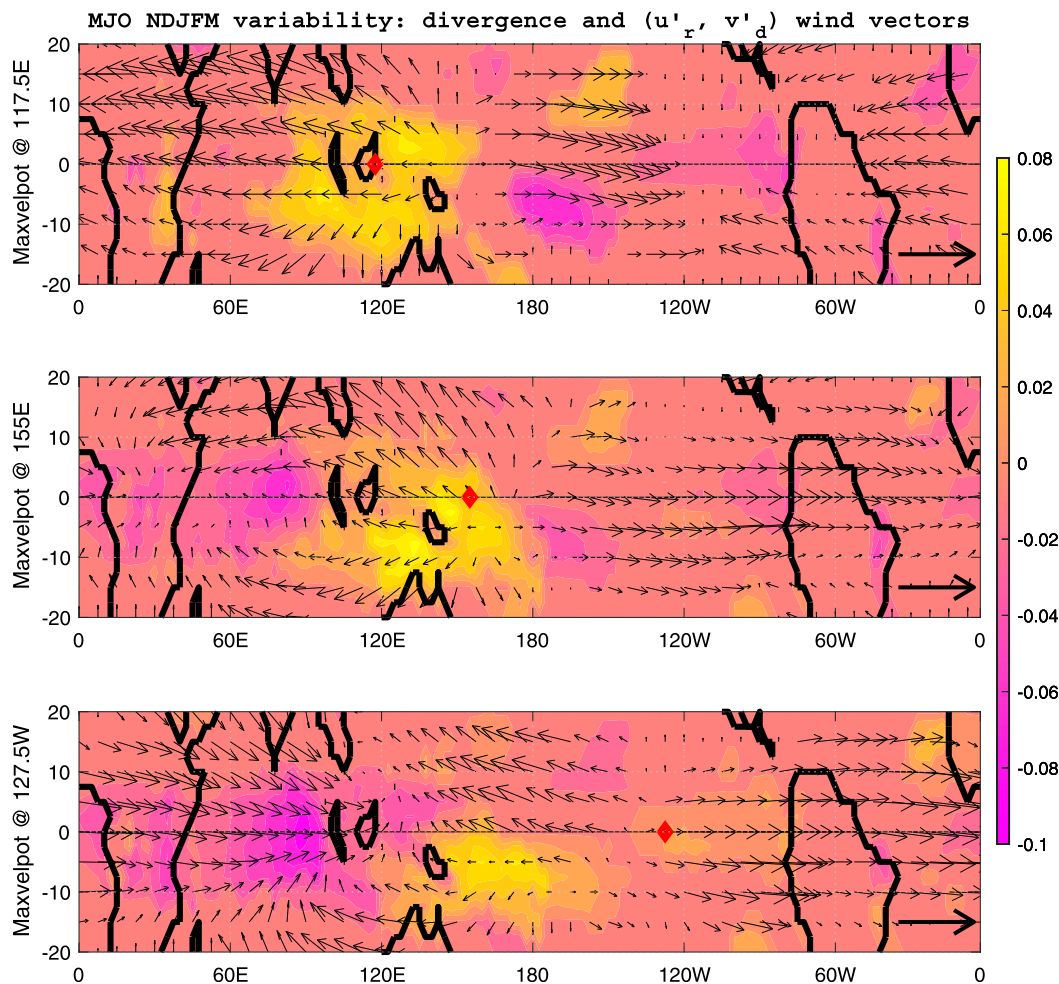 MJO NDJFM variability: divergence and (u'_r, v'_d) wind vectors
Maxvelpot @ 117.5E
20
10
0
-10
-20
0
60E
120E
180
120W
60W
0
Maxvelpot @ 155E
20
10
0
-10
-20
0
60E
120E
180
120W
60W
0
Maxvelpot @ 127.5W
20
10
0
-10
-20
0
60E
120E
180
120W
60W
0
0.08
0.06
0.04
0.02
0
-0.02
-0.04
-0.06
-0.08
-0.1